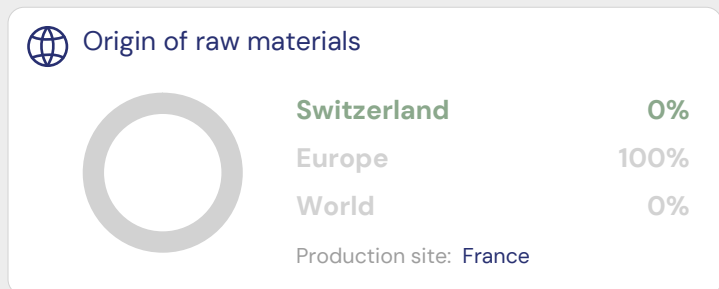 Origin of raw materials
Switzerland 0%
Europe 100%
World 0%
Production site: France